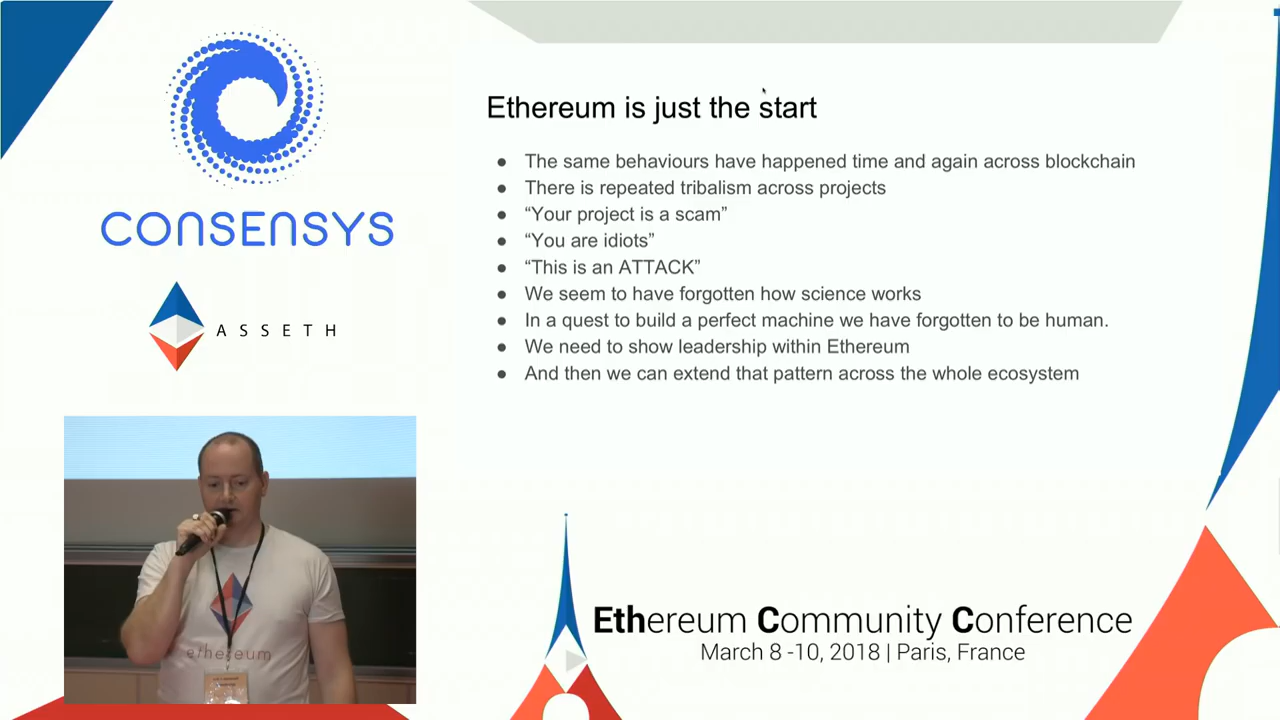 CONSENSYS
ASSETH
Ethereum is just the start
● The same behaviours have happened time and again across blockchain
● There is repeated tribalism across projects
● “Your project is a scam”
● “You are idiots”
● “This is an ATTACK”
● We seem to have forgotten how science works
● In a quest to build a perfect machine we have forgotten to be human.
● We need to show leadership within Ethereum
● And then we can extend that pattern across the whole ecosystem
ethereum
Ethereum Community Conference
March 8 -10, 2018 | Paris, France